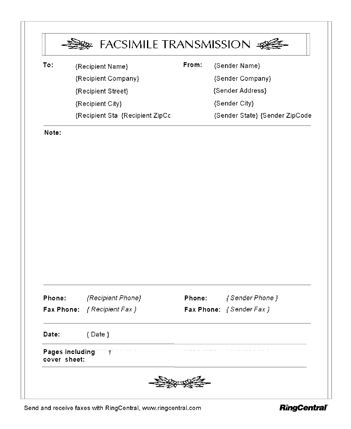 FACSIMILE TRANSMISSION
To: {Recipient Name} From: {Sender Name}
{Recipient Company} {Sender Company}
{Recipient Street} {Sender Address}
{Recipient City} {Sender City}
{Recipient Sta {Recipient ZipCc {Sender State} {Sender ZipCode
Note:
Phone: {Recipient Phone} Phone: { Sender Phone }
Fax Phone: { Recipient Fax } Fax Phone: { Sender Fax }
Date: { Date }
Pages including
cover sheet:
Send and receive faxes with RingCentral, www.ringcentral.com RingCentral